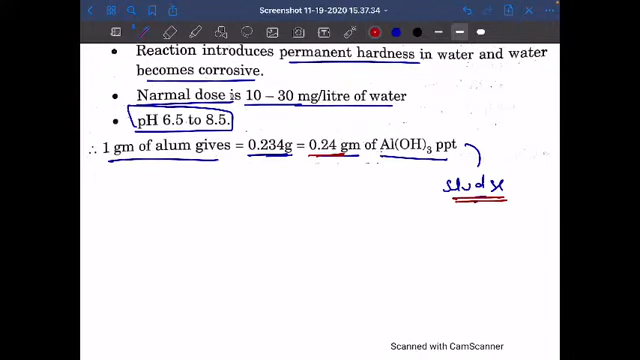 Screenshot 11-19-2020 15.37.34
• Reaction introduces permanent hardness in water and water
becomes corrosive.
• Narmal dose is 10 – 30 mg/litre of water
• pH 6.5 to 8.5.
∴ 1 gm of alum gives = 0.234g = 0.24 gm of Al(OH)₃ ppt
Scanned with CamScanner